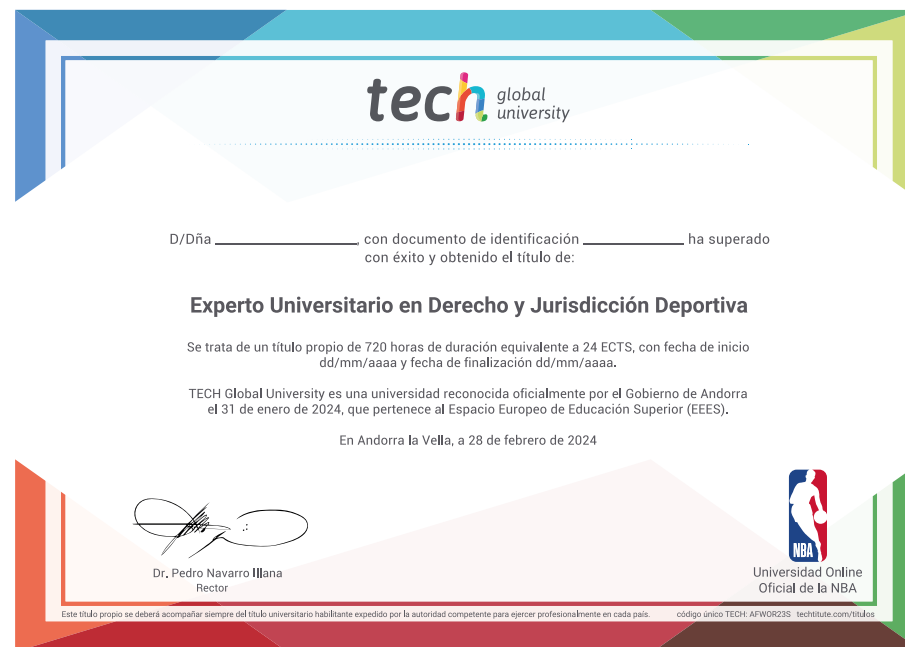 tech global university
D/Dña ____________________, con documento de identificación ______________ ha superado
con éxito y obtenido el título de:
Experto Universitario en Derecho y Jurisdicción Deportiva
Se trata de un título propio de 720 horas de duración equivalente a 24 ECTS, con fecha de inicio
dd/mm/aaaa y fecha de finalización dd/mm/aaaa.
TECH Global University es una universidad reconocida oficialmente por el Gobierno de Andorra
el 31 de enero de 2024, que pertenece al Espacio Europeo de Educación Superior (EEES).
En Andorra la Vella, a 28 de febrero de 2024
NBA
Dr. Pedro Navarro Illana
Rector
Universidad Online
Oficial de la NBA
Este título propio se deberá acompañar siempre del título universitario habilitante expedido por la autoridad competente para ejercer profesionalmente en cada país.
código único TECH: AFWOR23S techtitute.com/titulos